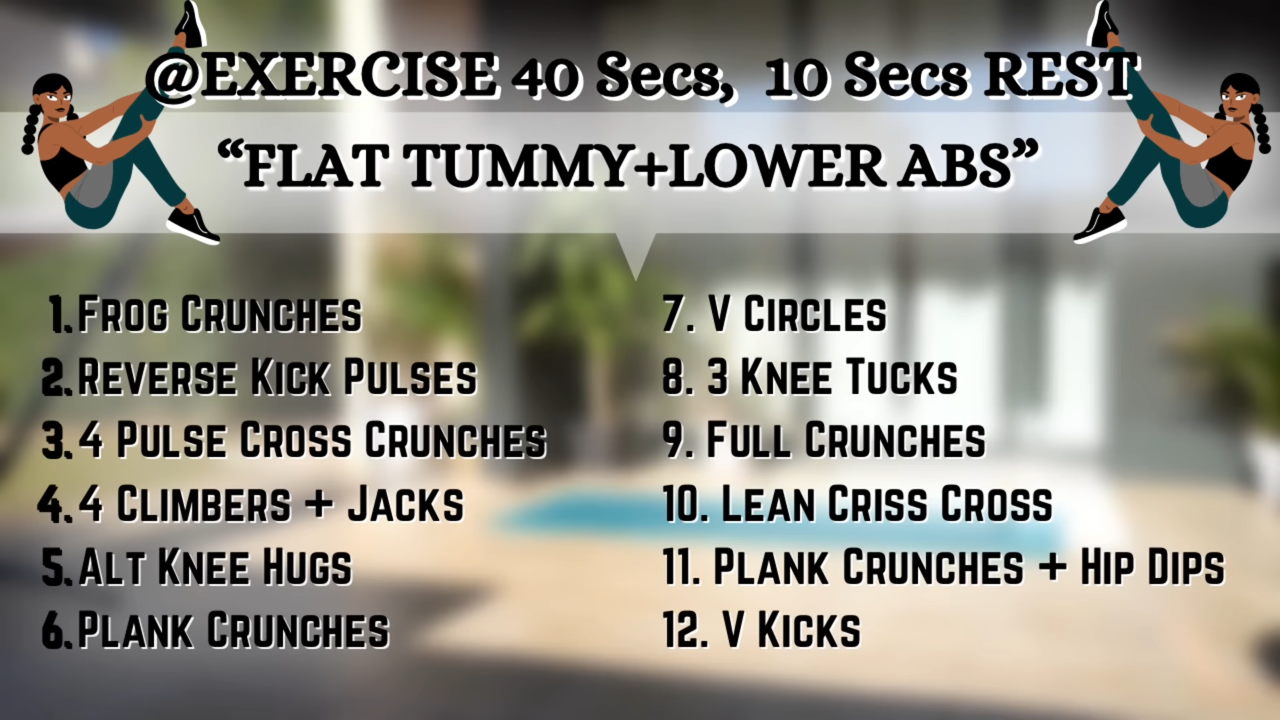 @EXERCISE 40 Secs, 10 Secs REST
“FLAT TUMMY+LOWER ABS”
1. FROG CRUNCHES
2. REVERSE KICK PULSES
3. 4 PULSE CROSS CRUNCHES
4. 4 CLIMBERS + JACKS
5. ALT KNEE HUGS
6. PLANK CRUNCHES
7. V CIRCLES
8. 3 KNEE TUCKS
9. FULL CRUNCHES
10. LEAN CRISS CROSS
11. PLANK CRUNCHES + HIP DIPS
12. V KICKS